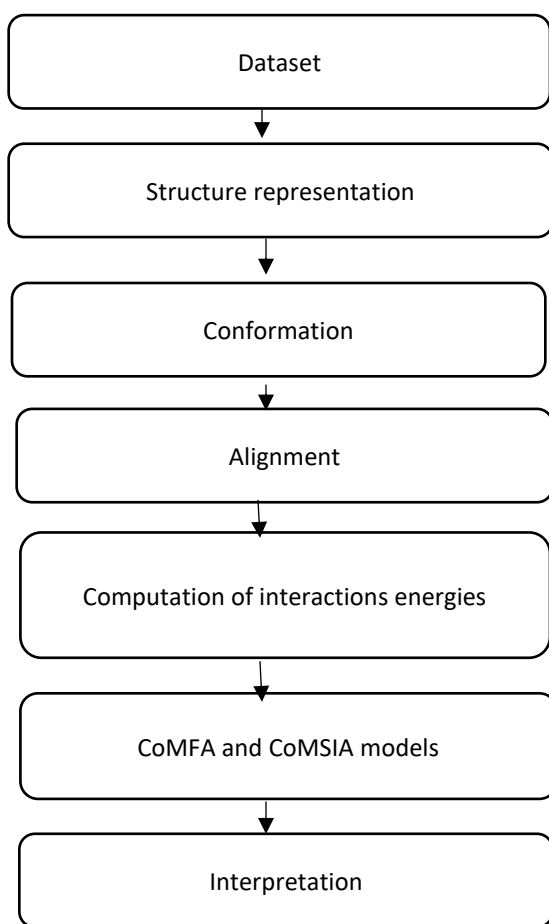 Dataset
Structure representation
Conformation
Alignment
Computation of interactions energies
CoMFA and CoMSIA models
Interpretation